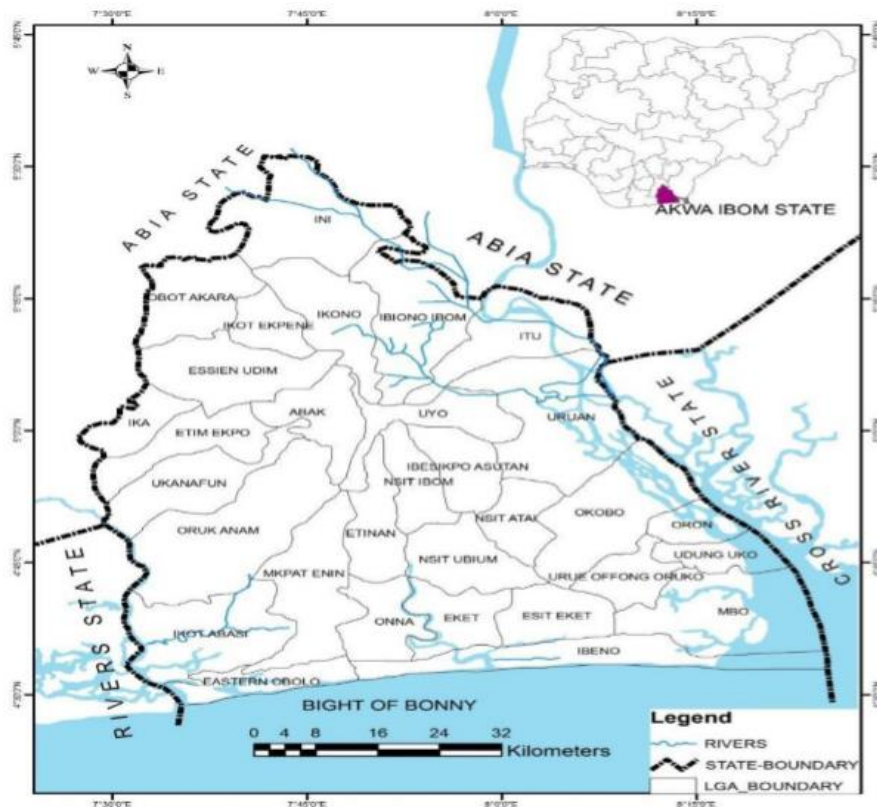 7°30'0"E 7°45'0"E 8°0'0"E 8°15'0"E
N
W E
S
AKWA IBOM STATE
ABIA STATE
ABIA STATE
INI
OBOT AKARA
IKONO
IBIONO IBOM
IKOT EKPENE
ITU
ESSIEN UDIM
IKA
ABAK
UYO
URUAN
ETIM EKPO
CROSS RIVER STATE
IBESIKPO ASUTAN
UKANAFUN
NSIT IBOM
NSIT ATAI
OKOBO
ORUK ANAM
ETINAN
ORON
NSIT UBIUM
UDUNG UKO
MKPAT ENIN
URUE OFFONG ORUKO
RIVERS STATE
MBO
ONNA
EKET
ESIT EKET
IKOT ABASI
IBENO
EASTERN OBOLO
BIGHT OF BONNY
0 4 8 16 24 32
Kilometers
Legend
RIVERS
STATE-BOUNDARY
LGA_BOUNDARY